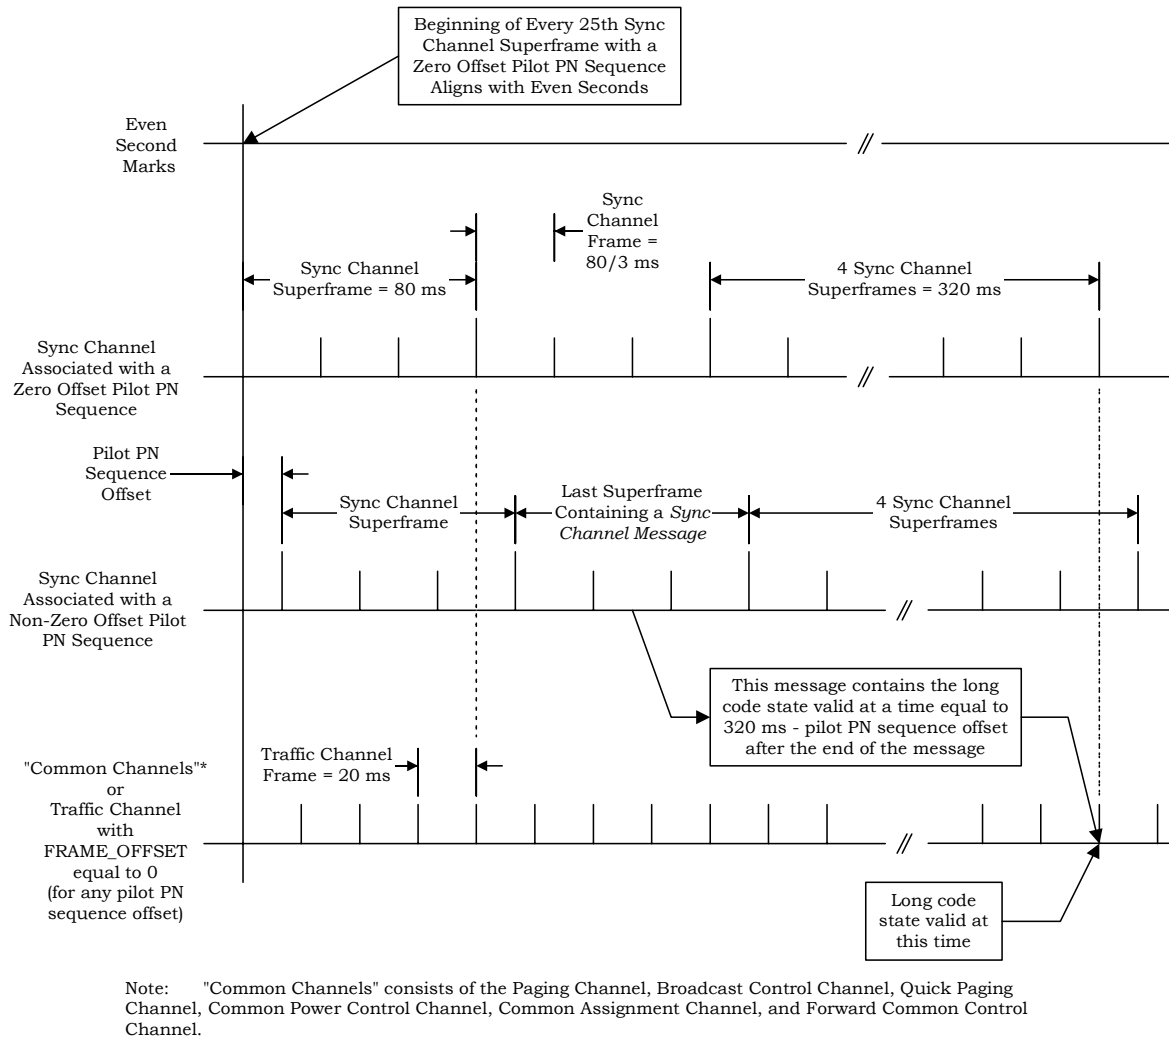 Beginning of Every 25th Sync
Channel Superframe with a
Zero Offset Pilot PN Sequence
Aligns with Even Seconds
Even
Second
Marks
Sync
Channel
Frame =
80/3 ms
Sync Channel
Superframe = 80 ms
4 Sync Channel
Superframes = 320 ms
Sync Channel
Associated with a
Zero Offset Pilot PN
Sequence
Pilot PN
Sequence
Offset
Sync Channel
Superframe
Last Superframe
Containing a Sync
Channel Message
4 Sync Channel
Superframes
Sync Channel
Associated with a
Non-Zero Offset Pilot
PN Sequence
This message contains the long
code state valid at a time equal to
320 ms - pilot PN sequence offset
after the end of the message
Traffic Channel
Frame = 20 ms
"Common Channels"*
or
Traffic Channel
with
FRAME_OFFSET
equal to 0
(for any pilot PN
sequence offset)
Long code
state valid at
this time
Note: "Common Channels" consists of the Paging Channel, Broadcast Control Channel, Quick Paging
Channel, Common Power Control Channel, Common Assignment Channel, and Forward Common Control
Channel.